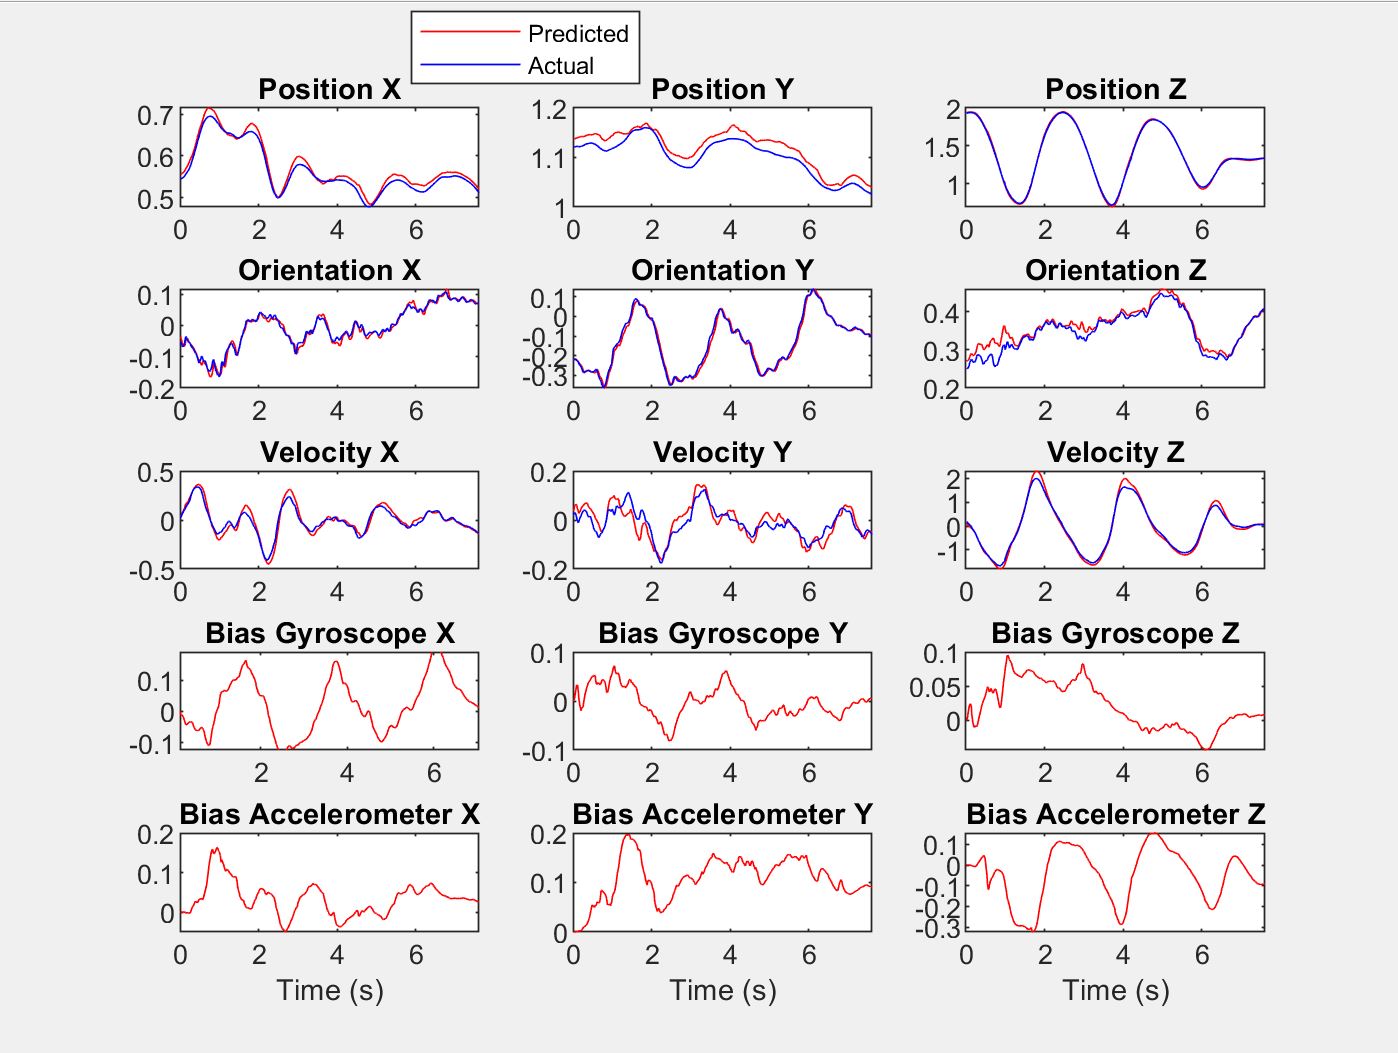 Predicted
Actual
Position X
Position Y
Position Z
0.7
0.6
0.5
0 2 4 6
1.2
1.1
1
0 2 4 6
2
1.5
1
0 2 4 6
Orientation X
Orientation Y
Orientation Z
0.1
0
-0.1
-0.2
0 2 4 6
0.1
0
-0.1
-0.2
-0.3
0 2 4 6
0.4
0.3
0.2
0 2 4 6
Velocity X
Velocity Y
Velocity Z
0.5
0
-0.5
0 2 4 6
0.2
0
-0.2
0 2 4 6
2
1
0
-1
0 2 4 6
Bias Gyroscope X
Bias Gyroscope Y
Bias Gyroscope Z
0.1
0
-0.1
2 4 6
0.1
0
-0.1
0 2 4 6
0.1
0.05
0
0 2 4 6
Bias Accelerometer X
Bias Accelerometer Y
Bias Accelerometer Z
0.2
0.1
0
0 2 4 6
0.2
0.1
0
0 2 4 6
0.1
0
-0.1
-0.2
-0.3
0 2 4 6
Time (s)
Time (s)
Time (s)